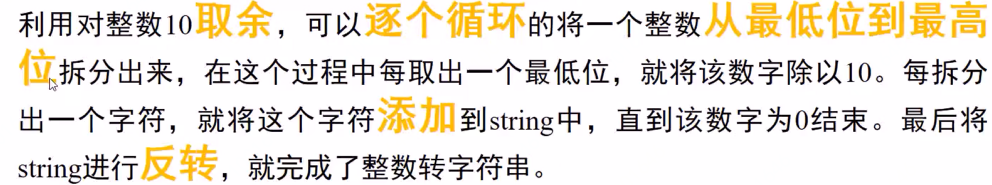 利用对整数10取余，可以逐个循环的将一个整数从最低位到最高
位拆分出来，在这个过程中每取出一个最低位，就将该数字除以10。每拆分
出一个字符，就将这个字符添加到string中，直到该数字为0结束。最后将
string进行反转，就完成了整数转字符串。